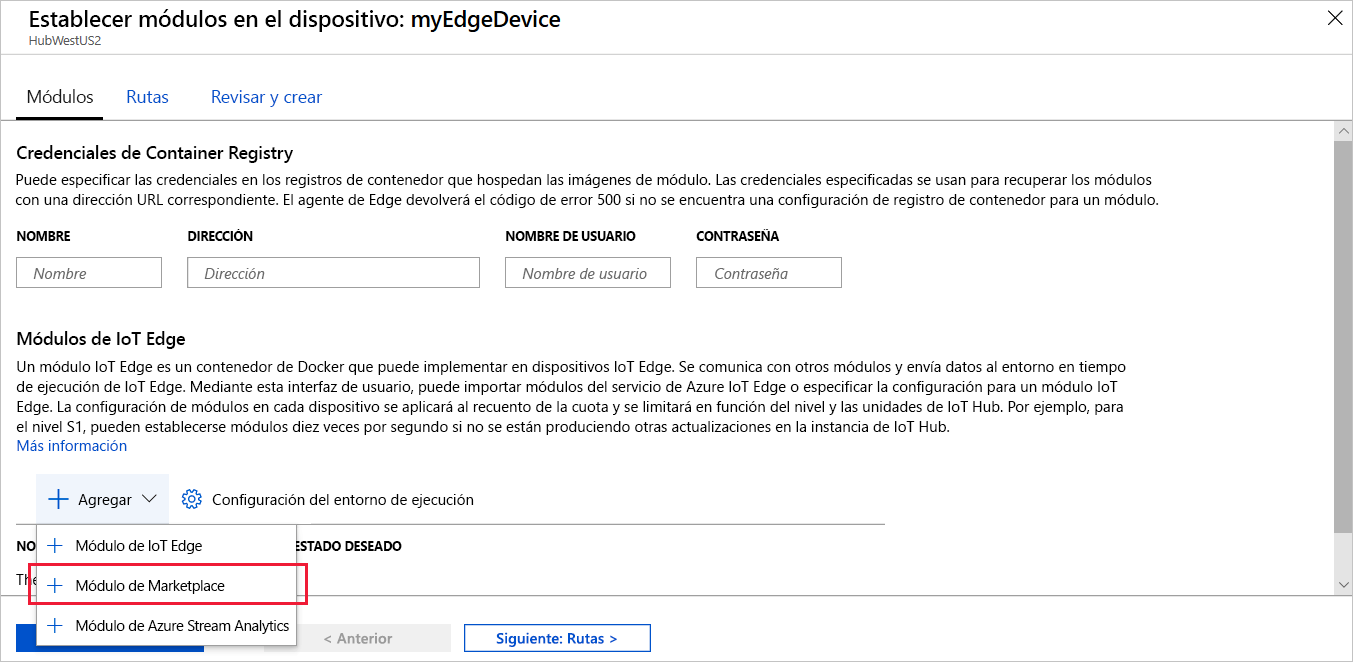 Establecer módulos en el dispositivo: myEdgeDevice
HubWestUS2
Módulos Rutas Revisar y crear
Credenciales de Container Registry
Puede especificar las credenciales en los registros de contenedor que hospedan las imágenes de módulo. Las credenciales especificadas se usan para recuperar los módulos
con una dirección URL correspondiente. El agente de Edge devolverá el código de error 500 si no se encuentra una configuración de registro de contenedor para un módulo.
NOMBRE DIRECCIÓN NOMBRE DE USUARIO CONTRASEÑA
Nombre Dirección Nombre de usuario Contraseña
Módulos de IoT Edge
Un módulo IoT Edge es un contenedor de Docker que puede implementar en dispositivos IoT Edge. Se comunica con otros módulos y envía datos al entorno en tiempo
de ejecución de IoT Edge. Mediante esta interfaz de usuario, puede importar módulos del servicio de Azure IoT Edge o especificar la configuración para un módulo IoT
Edge. La configuración de módulos en cada dispositivo se aplicará al recuento de la cuota y se limitará en función del nivel y las unidades de IoT Hub. Por ejemplo, para
el nivel S1, pueden establecerse módulos diez veces por segundo si no se están produciendo otras actualizaciones en la instancia de IoT Hub.
Más información
Agregar Configuración del entorno de ejecución
Módulo de IoT Edge ESTADO DESEADO
Módulo de Marketplace
Módulo de Azure Stream Analytics
< Anterior Siguiente: Rutas >